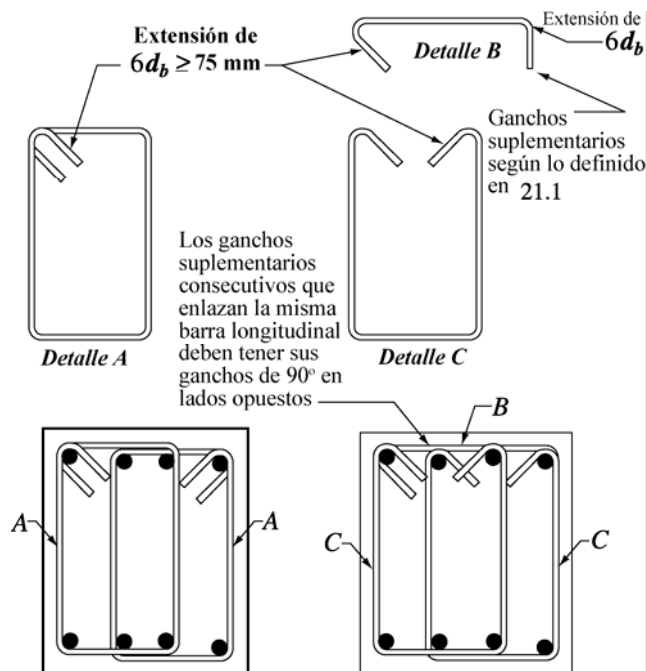 Extensión de
6d_b ≥ 75 mm
Detalle B
Extensión de
6d_b
Ganchos
suplementarios
según lo definido
en 21.1
Detalle A
Los ganchos
suplementarios
consecutivos que
enlazan la misma
barra longitudinal
deben tener sus
ganchos de 90° en
lados opuestos
Detalle C
A
A
B
C
C